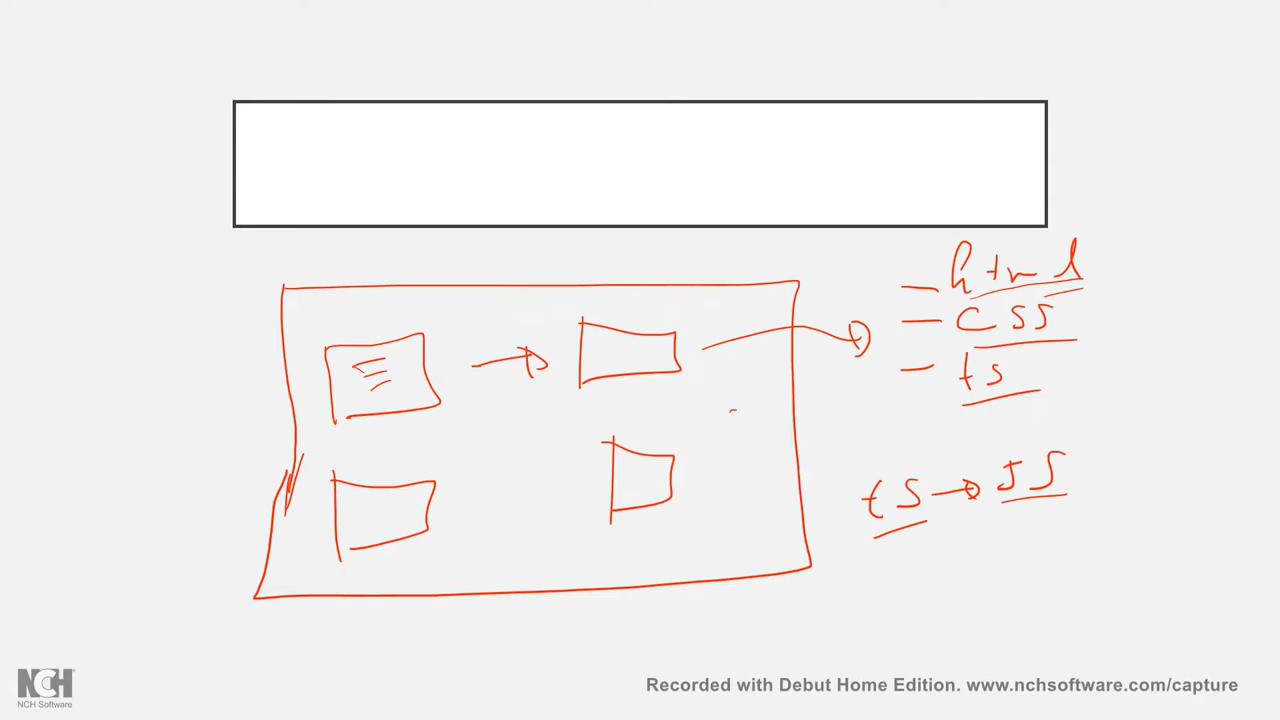 - html
- css
- ts
ts → JS
NCH
NCH Software
Recorded with Debut Home Edition. www.nchsoftware.com/capture